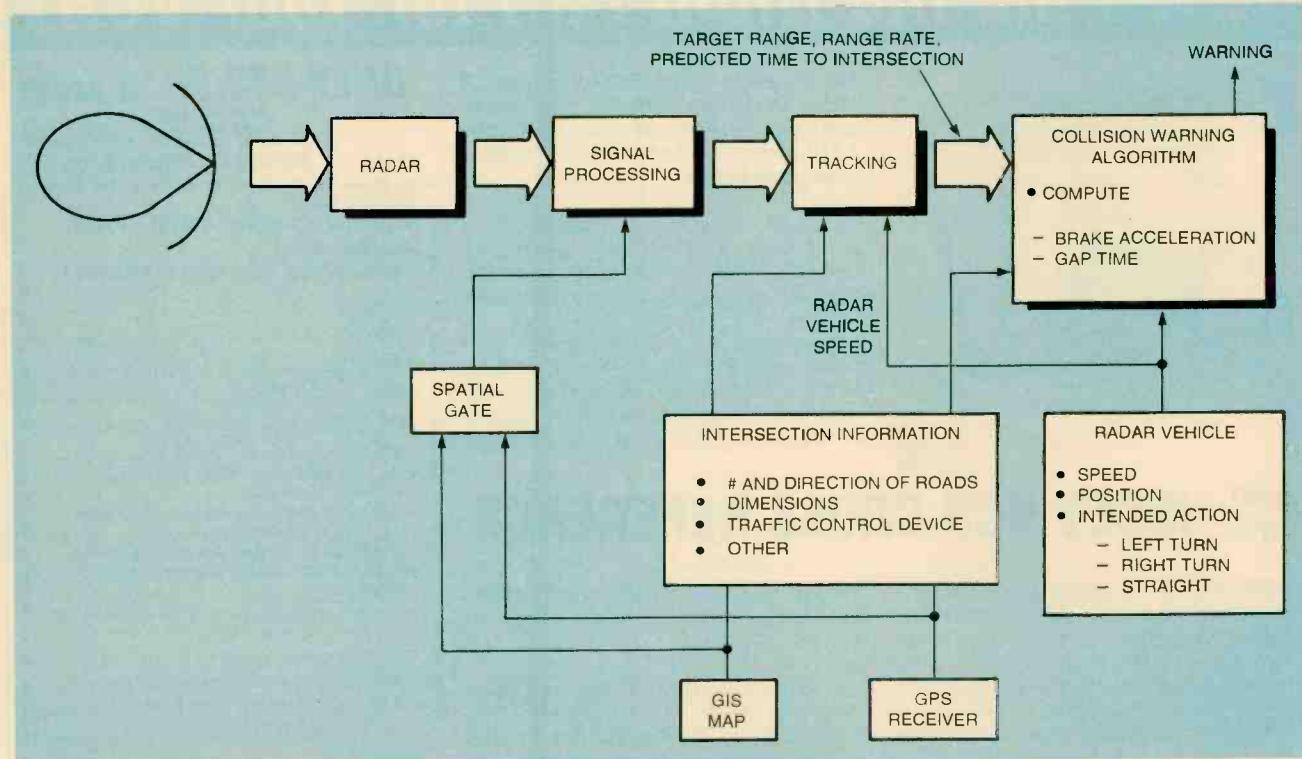 TARGET RANGE, RANGE RATE,
PREDICTED TIME TO INTERSECTION
WARNING
RADAR
SIGNAL
PROCESSING
TRACKING
COLLISION WARNING
ALGORITHM
● COMPUTE
– BRAKE ACCELERATION
– GAP TIME
RADAR
VEHICLE
SPEED
SPATIAL
GATE
INTERSECTION INFORMATION
● # AND DIRECTION OF ROADS
● DIMENSIONS
● TRAFFIC CONTROL DEVICE
● OTHER
RADAR VEHICLE
● SPEED
● POSITION
● INTENDED ACTION
– LEFT TURN
– RIGHT TURN
– STRAIGHT
GIS
MAP
GPS
RECEIVER